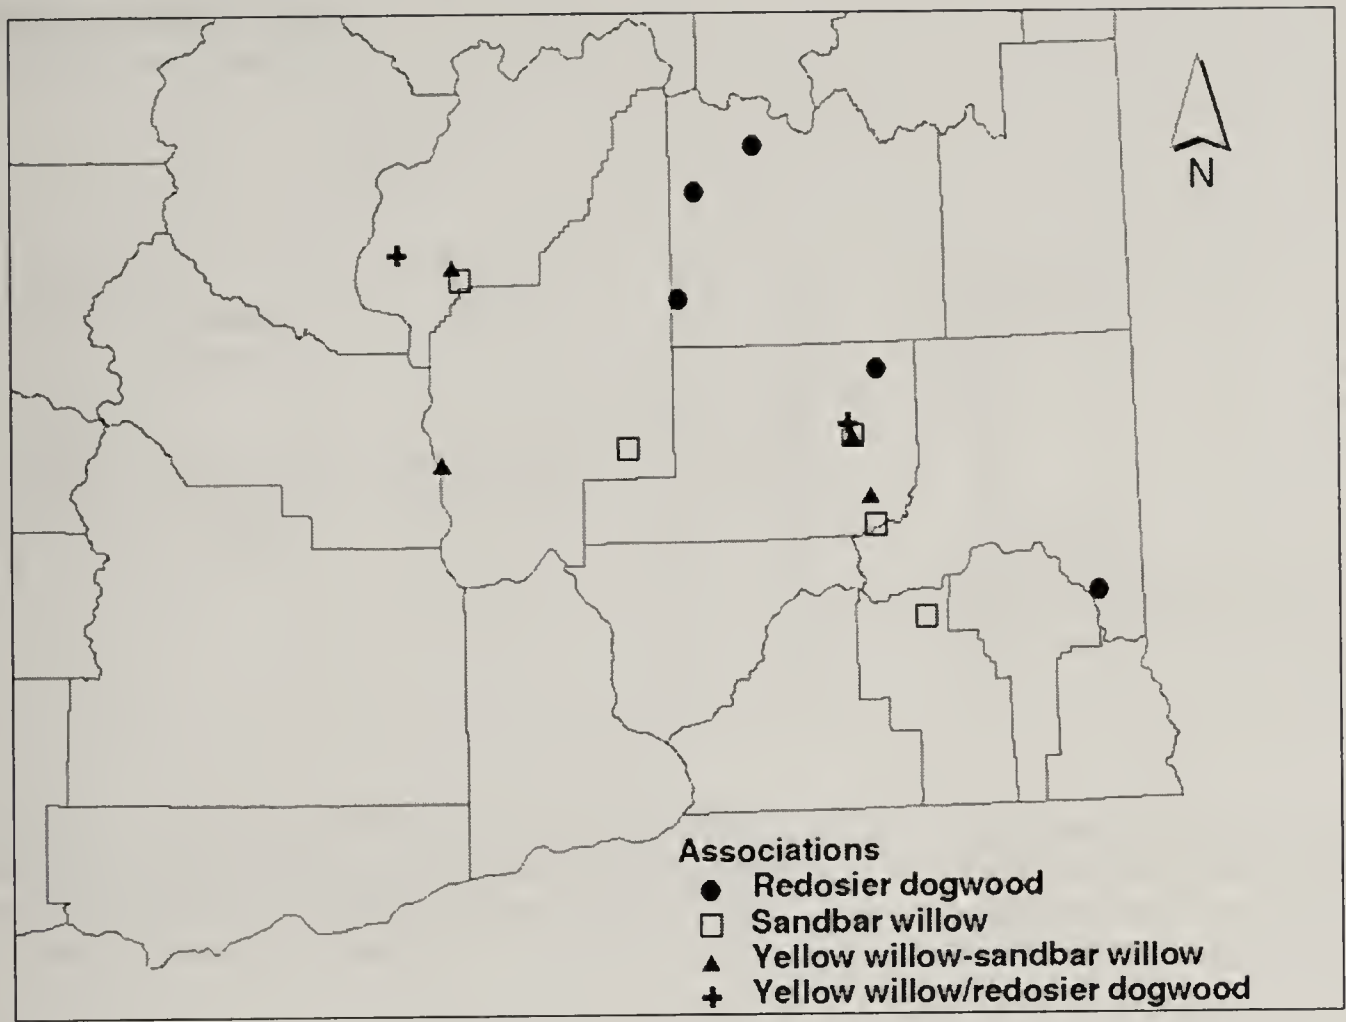 N
Associations
Redosier dogwood
Sandbar willow
Yellow willow-sandbar willow
Yellow willow/redosier dogwood